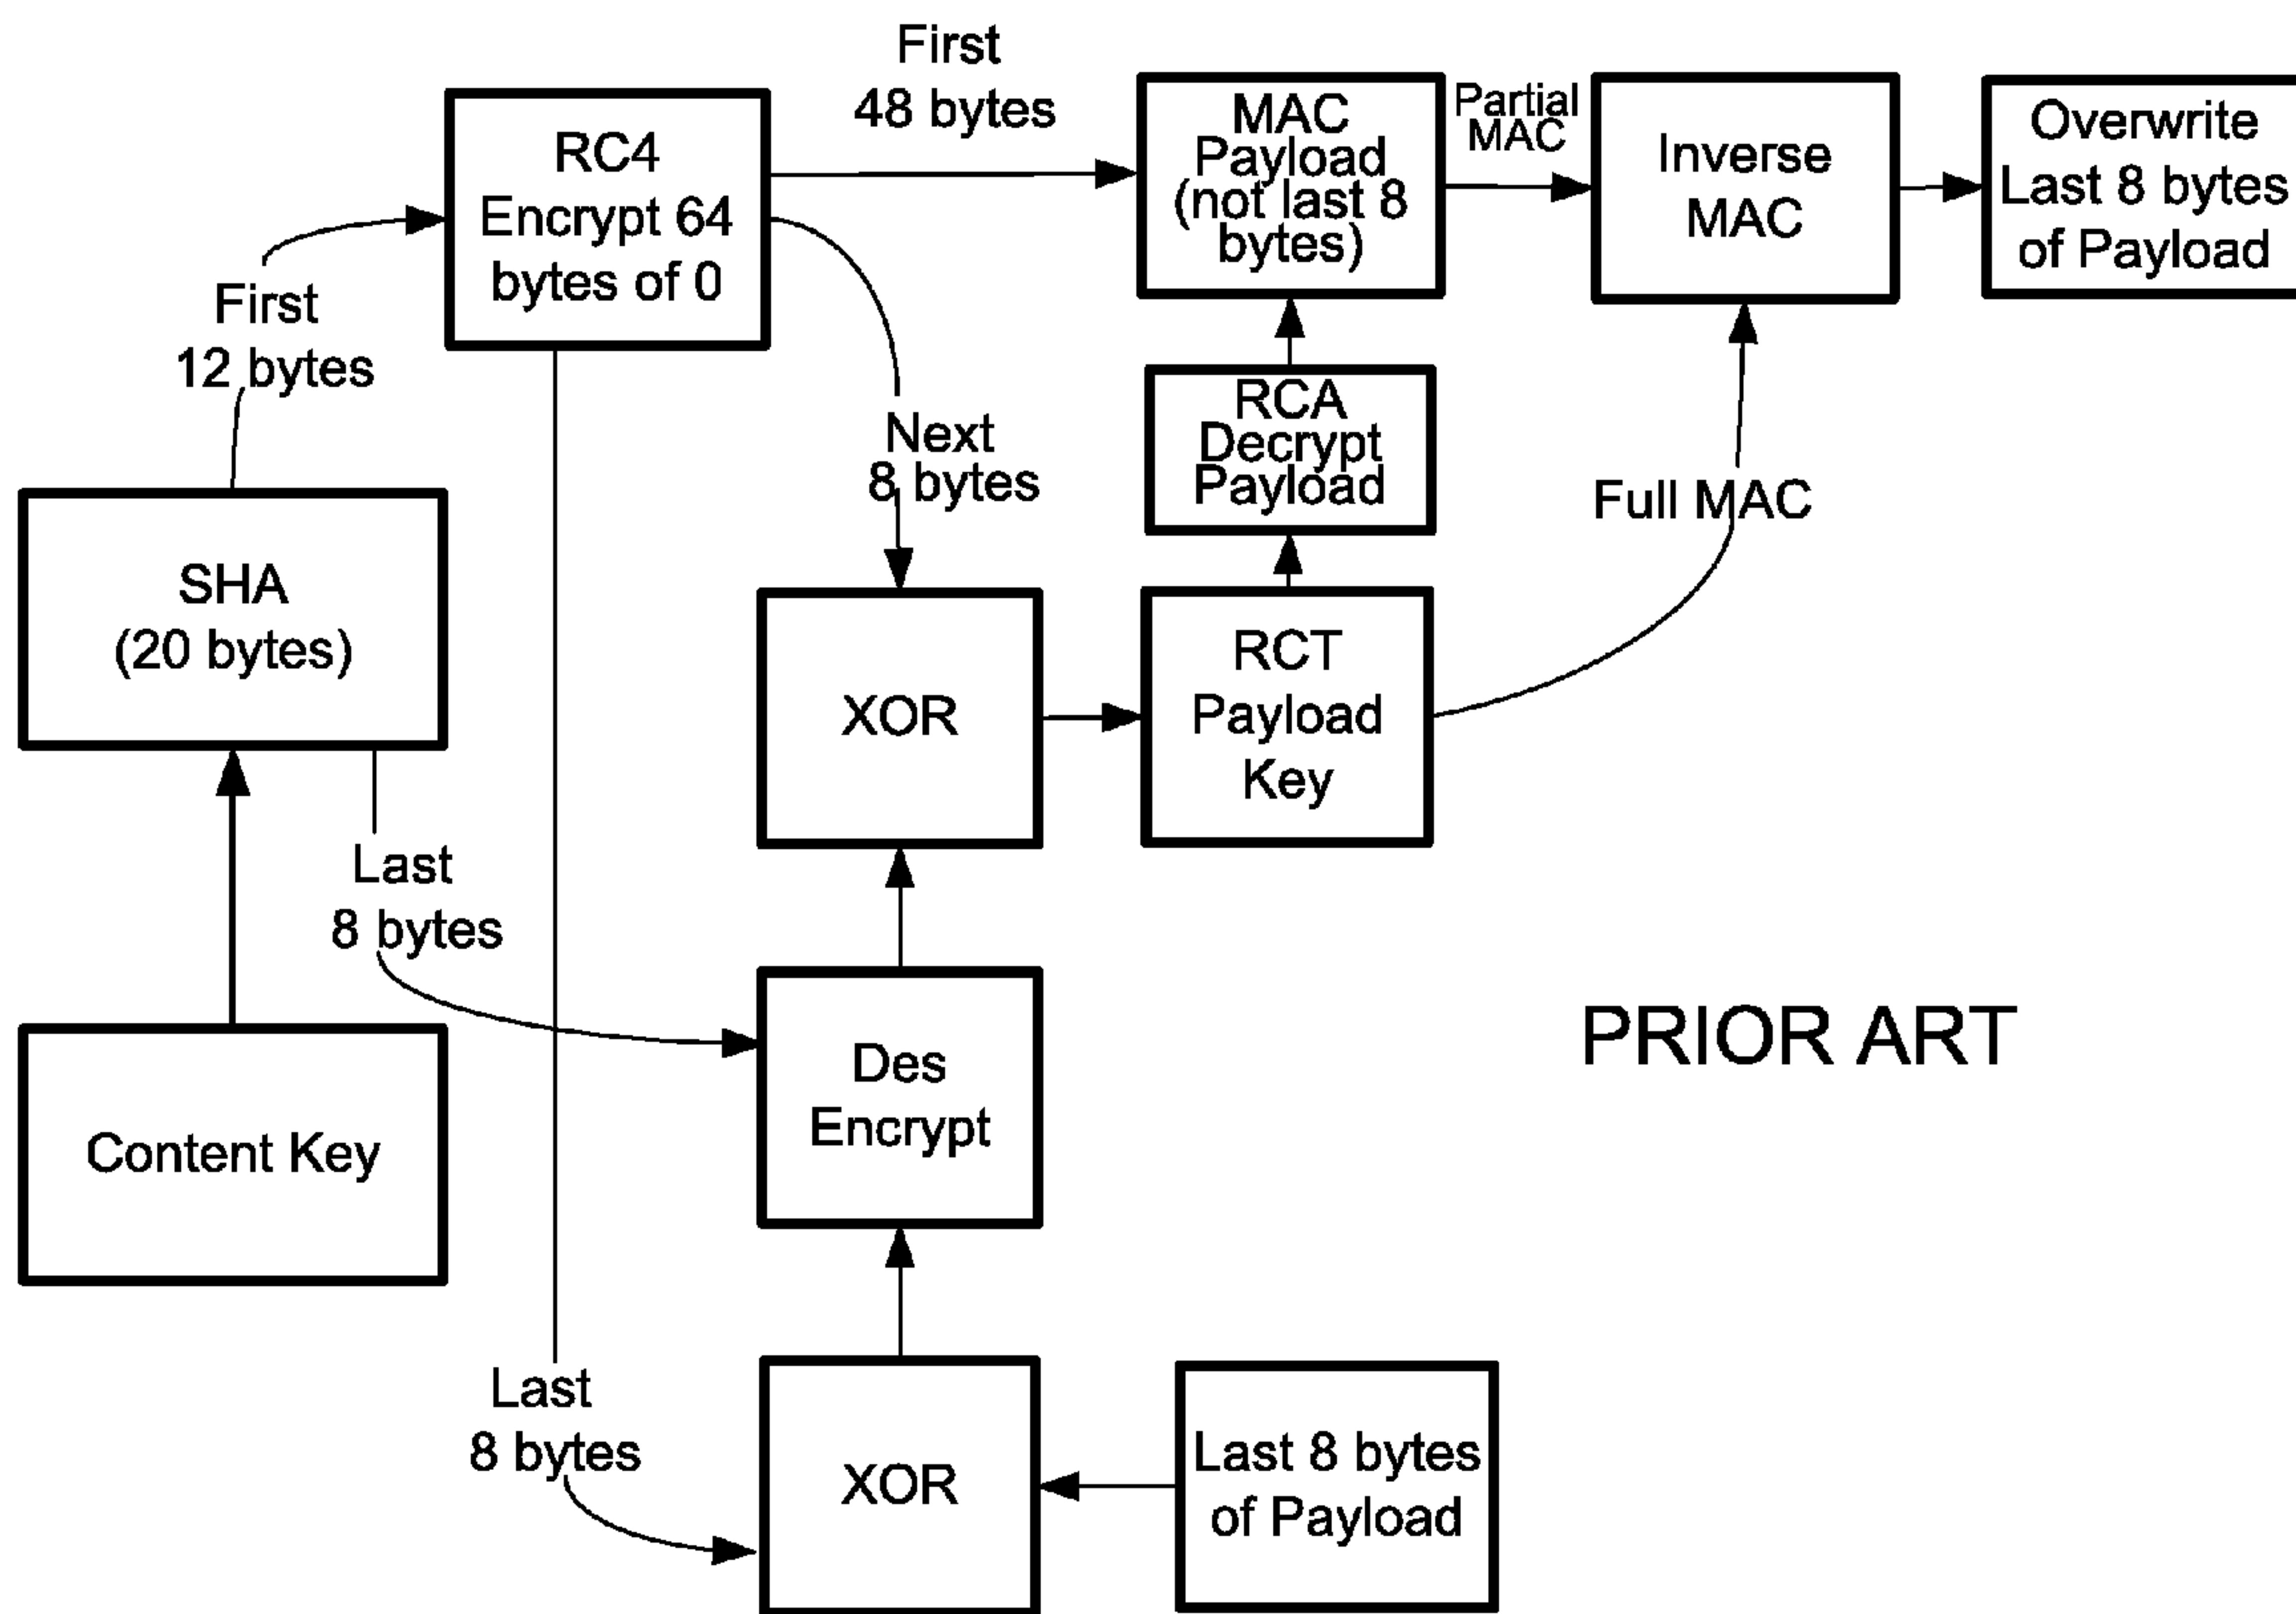 First
48 bytes
RC4
Encrypt 64
bytes of 0
MAC
Payload
(not last 8
bytes)
Partial
MAC
Inverse
MAC
Overwrite
Last 8 bytes
of Payload
First
12 bytes
Next
8 bytes
RCA
Decrypt
Payload
Full MAC
SHA
(20 bytes)
XOR
RCT
Payload
Key
Last
8 bytes
Content Key
Des
Encrypt
PRIOR ART
Last
8 bytes
XOR
Last 8 bytes
of Payload